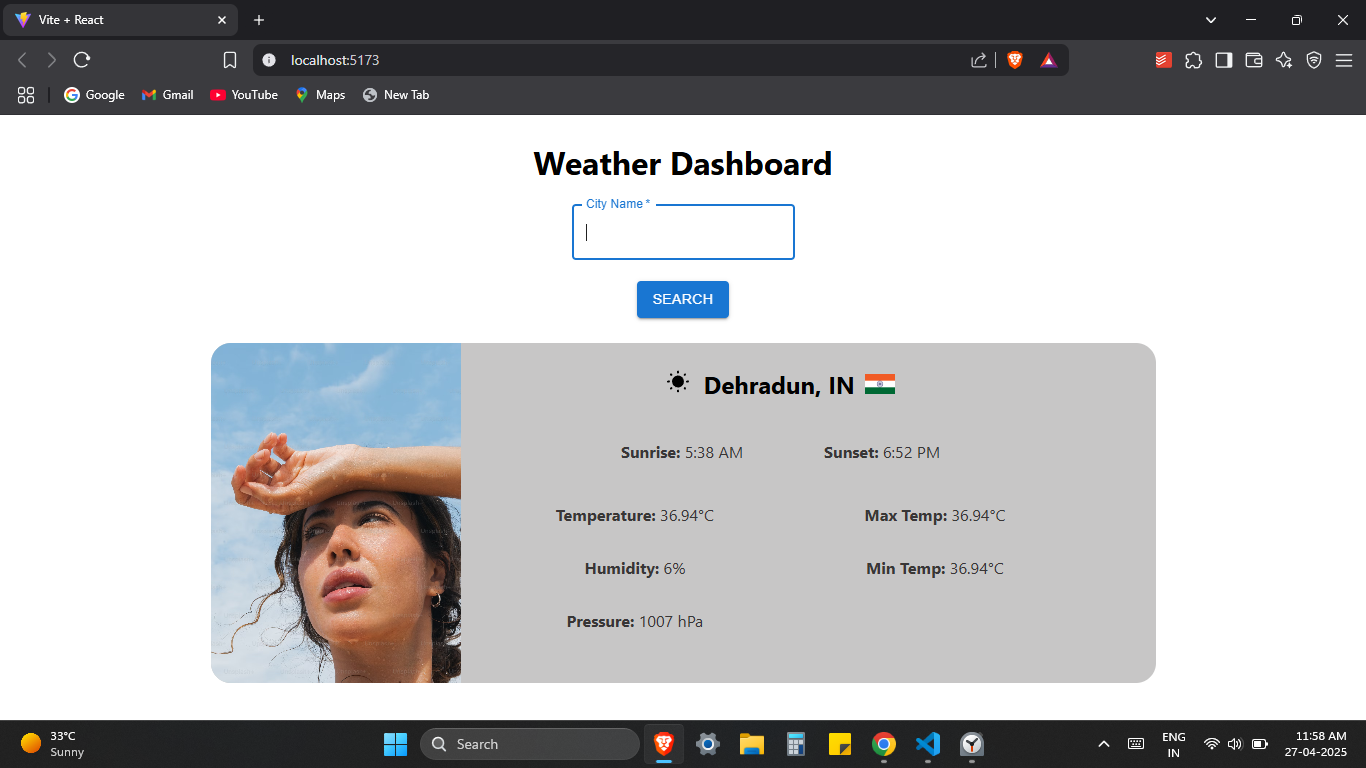 Vite + React
localhost:5173
Google Gmail YouTube Maps New Tab
Weather Dashboard
City Name *
SEARCH
Dehradun, IN
Sunrise: 5:38 AM Sunset: 6:52 PM
Temperature: 36.94°C Max Temp: 36.94°C
Humidity: 6% Min Temp: 36.94°C
Pressure: 1007 hPa
33°C
Sunny
Search
ENG
IN
11:58 AM
27-04-2025